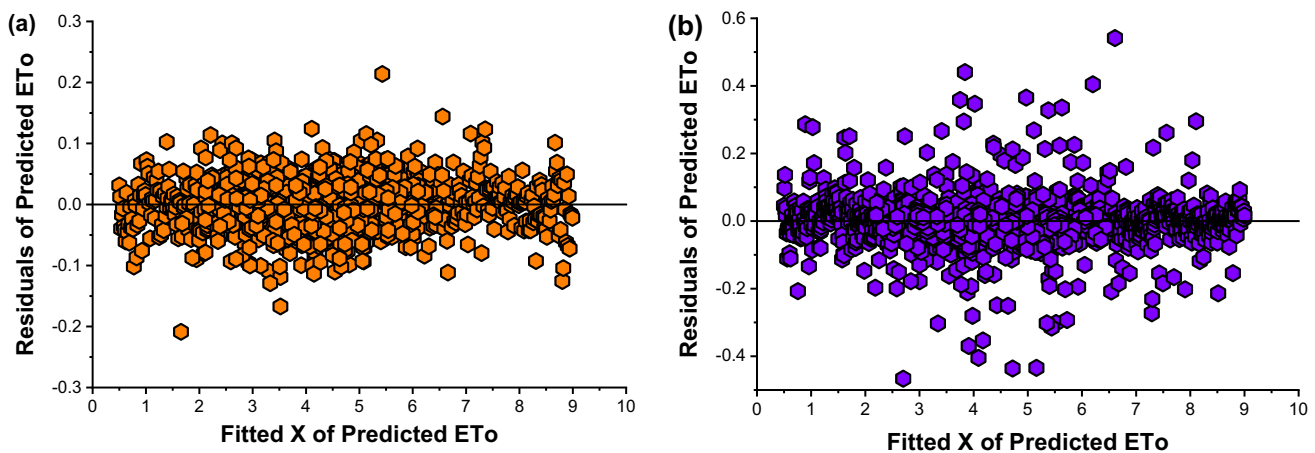 (a)
Residuals of Predicted ETo
0.3
0.2
0.1
0.0
-0.1
-0.2
-0.3
0 1 2 3 4 5 6 7 8 9 10
Fitted X of Predicted ETo
(b)
Residuals of Predicted ETo
0.6
0.4
0.2
0.0
-0.2
-0.4
0 1 2 3 4 5 6 7 8 9 10
Fitted X of Predicted ETo